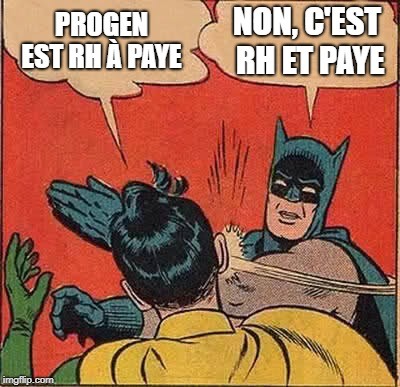 PROGEN
EST RH À PAYE
NON, C'EST
RH ET PAYE
imgflip.com